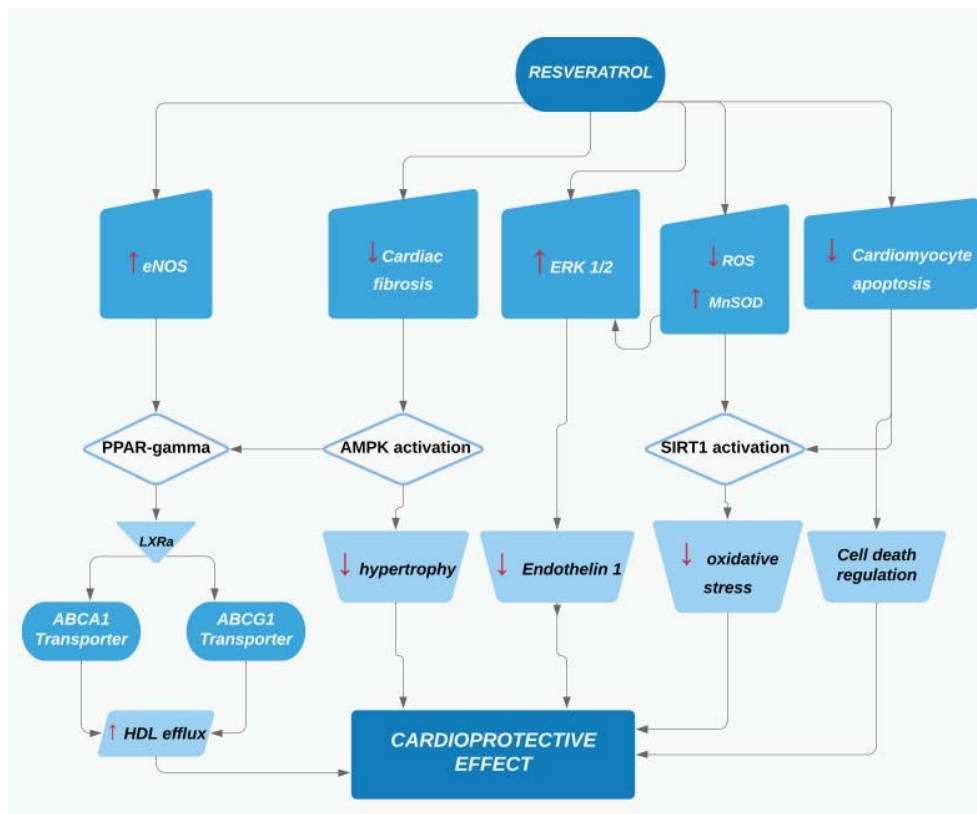 RESVERATROL
↑ eNOS
↓ Cardiac
fibrosis
↑ ERK 1/2
↓ ROS
↑ MnSOD
↓ Cardiomyocyte
apoptosis
PPAR-gamma
AMPK activation
SIRT1 activation
LXRa
↓ hypertrophy
↓ Endothelin 1
↓ oxidative
stress
Cell death
regulation
ABCA1
Transporter
ABCG1
Transporter
↑ HDL efflux
CARDIOPROTECTIVE
EFFECT